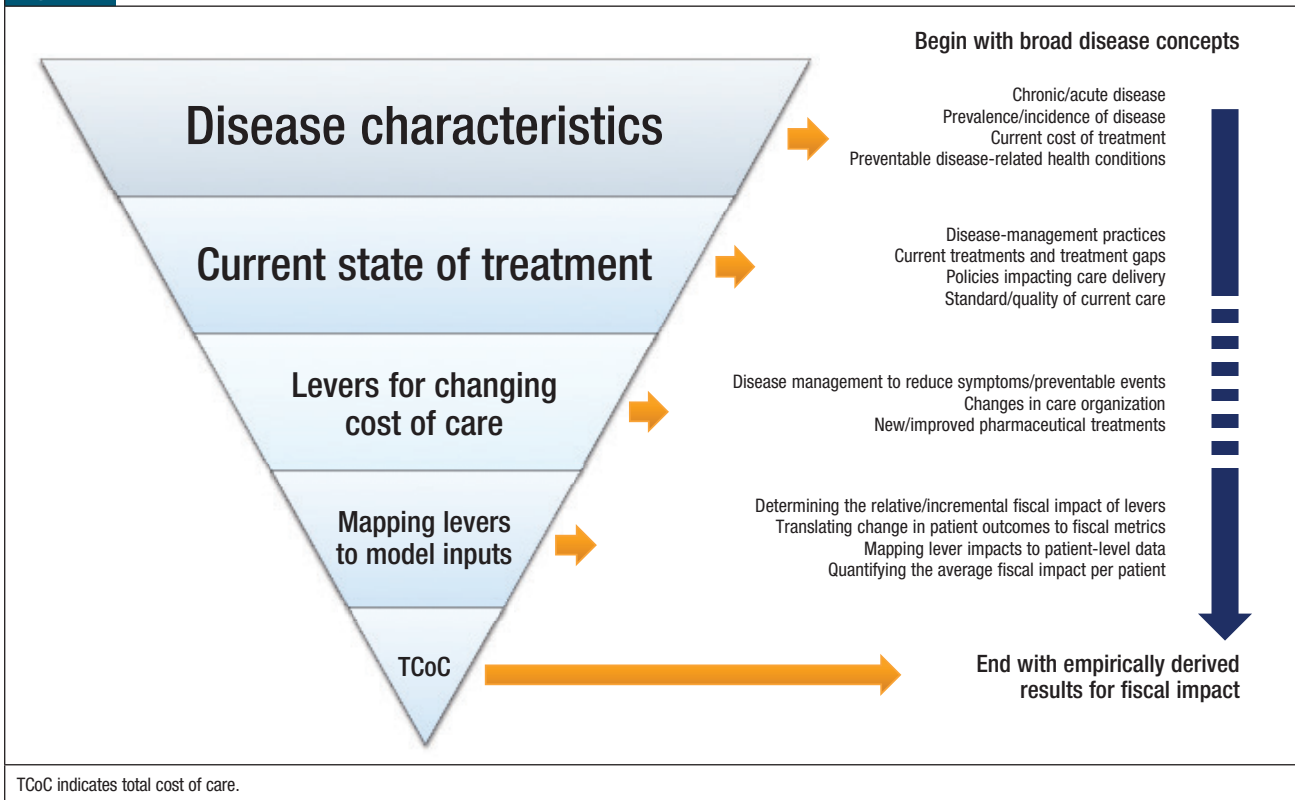 Begin with broad disease concepts
Disease characteristics
Chronic/acute disease
Prevalence/incidence of disease
Current cost of treatment
Preventable disease-related health conditions
Current state of treatment
Disease-management practices
Current treatments and treatment gaps
Policies impacting care delivery
Standard/quality of current care
Levers for changing
cost of care
Disease management to reduce symptoms/preventable events
Changes in care organization
New/improved pharmaceutical treatments
Mapping levers
to model inputs
Determining the relative/incremental fiscal impact of levers
Translating change in patient outcomes to fiscal metrics
Mapping lever impacts to patient-level data
Quantifying the average fiscal impact per patient
TCoC
End with empirically derived
results for fiscal impact
TCoC indicates total cost of care.